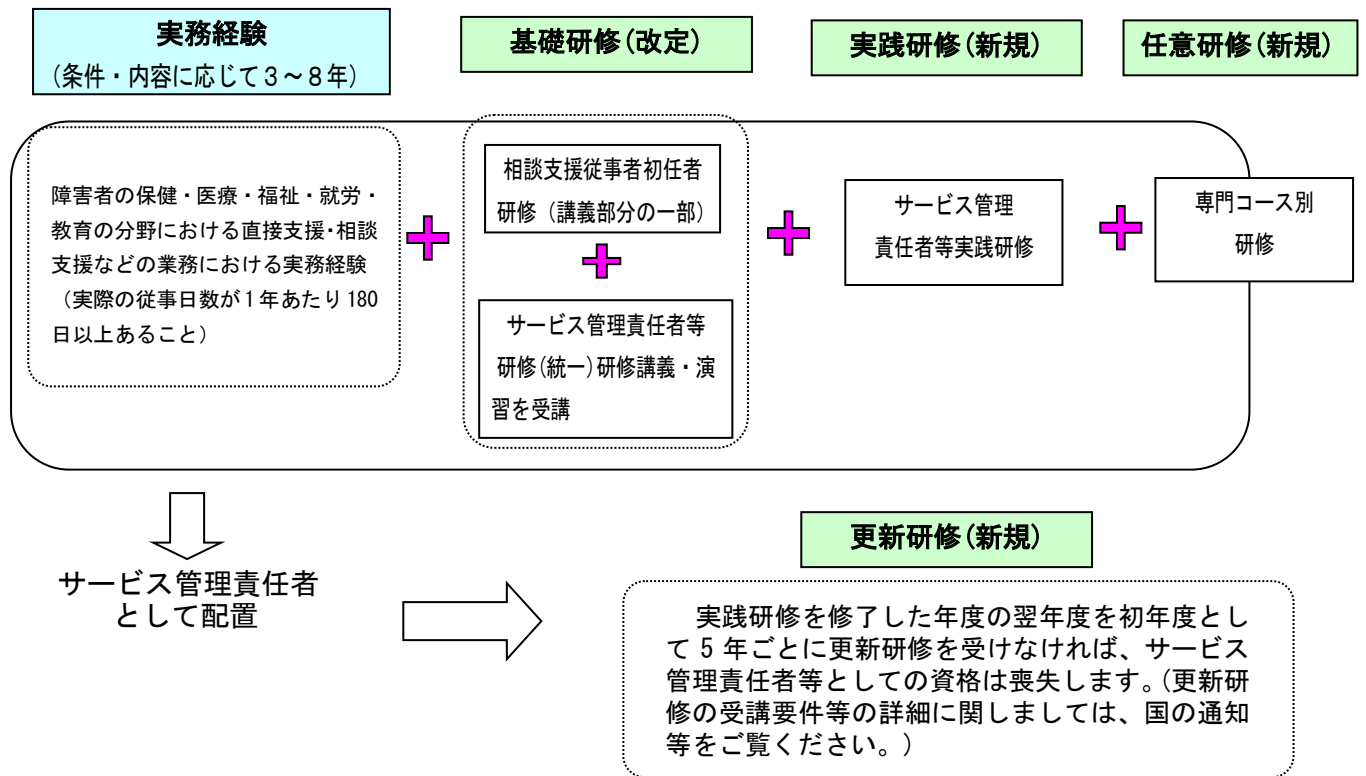 実務経験
(条件・内容に応じて3～8年)
基礎研修(改定)
実践研修(新規)
任意研修(新規)
障害者の保健・医療・福祉・就労・
教育の分野における直接支援・相談
支援などの業務における実務経験
(実際の従事日数が1年あたり180
日以上あること)
相談支援従事者初任者
研修(講義部分の一部)
サービス管理責任者等
研修(統一)研修講義・演
習を受講
サービス管理
責任者等実践研修
専門コース別
研修
サービス管理責任者
として配置
更新研修(新規)
実践研修を修了した年度の翌年度を初年度とし
て5年ごとに更新研修を受けなければ、サービス
管理責任者等としての資格は喪失します。(更新研
修の受講要件等の詳細に関しましては、国の通知
等をご覧ください。)